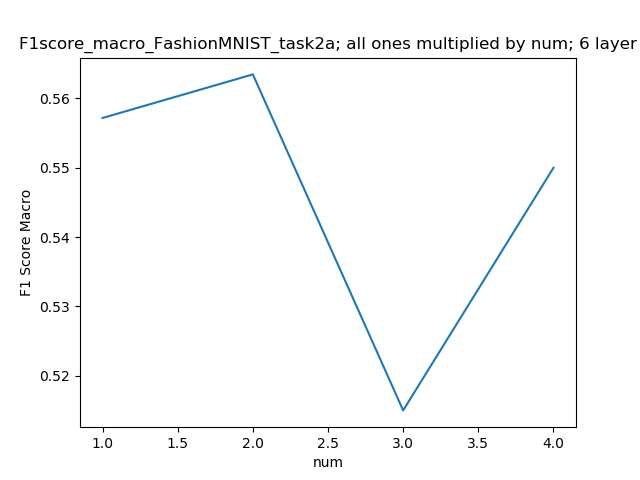 F1score_macro_FashionMNIST_task2a; all ones multiplied by num; 6 layer
F1 Score Macro
0.56
0.55
0.54
0.53
0.52
1.0 1.5 2.0 2.5 3.0 3.5 4.0
num